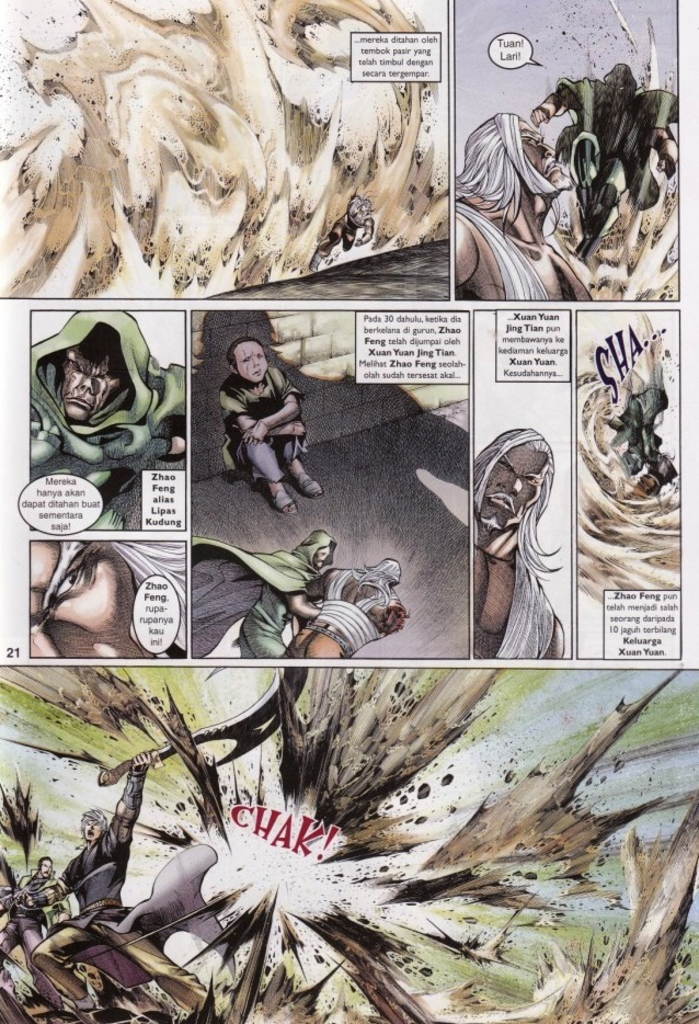 ...mereka ditahan oleh
tembok pasir yang
telah timbul dengan
secara tergempar.
Tuan!
Lari!
Mereka
hanya akan
dapat ditahan buat
sementara
saja!
Zhao
Feng
alias
Lipas
Kudung
Zhao
Feng,
rupa-
rupanya
kau
ini!
Pada 30 dahulu, ketika dia
berkelana di gurun, Zhao
Feng telah dijumpai oleh
Xuan Yuan Jing Tian.
Melihat Zhao Feng seolah-
olah sudah tersesat akal...
...Xuan Yuan
Jing Tian pun
membawanya ke
kediaman keluarga
Xuan Yuan.
Kesudahannya...
SHA...
...Zhao Feng pun
telah menjadi salah
seorang daripada
10 jaguh terbilang
Keluarga
Xuan Yuan.
21
CHAK!